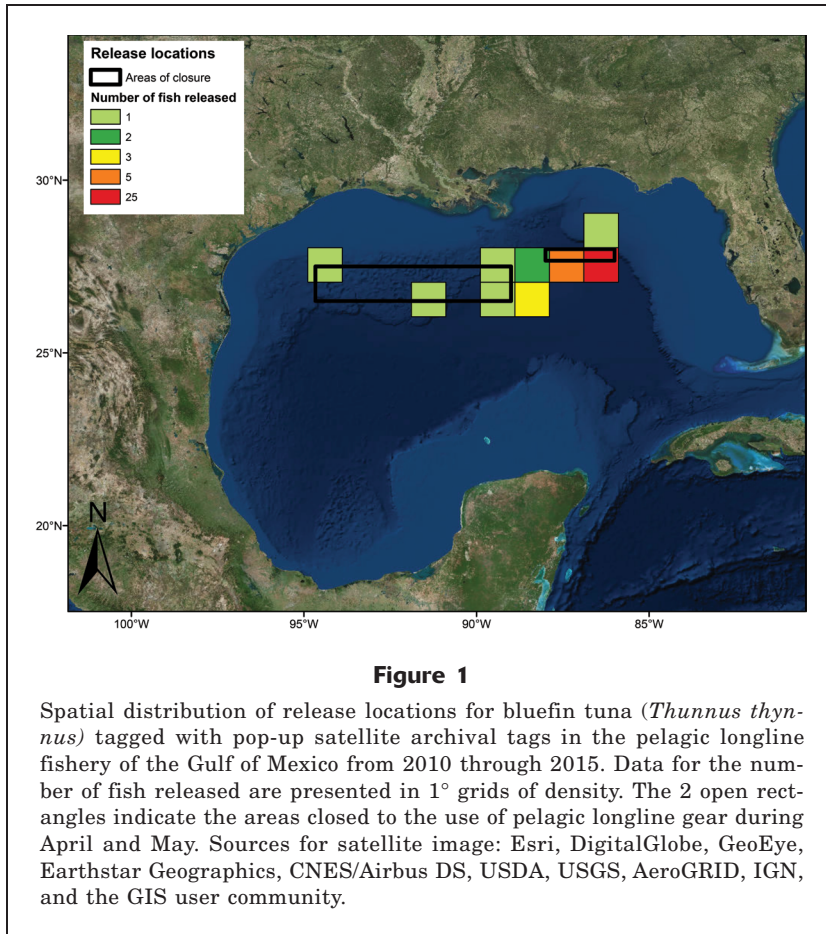 Release locations
Areas of closure
Number of fish released
1
2
3
5
25
30°N
25°N
20°N
N
100°W
95°W
90°W
85°W
Figure 1
Spatial distribution of release locations for bluefin tuna (Thunnus thyn-
nus) tagged with pop-up satellite archival tags in the pelagic longline
fishery of the Gulf of Mexico from 2010 through 2015. Data for the num-
ber of fish released are presented in 1° grids of density. The 2 open rect-
angles indicate the areas closed to the use of pelagic longline gear during
April and May. Sources for satellite image: Esri, DigitalGlobe, GeoEye,
Earthstar Geographics, CNES/Airbus DS, USDA, USGS, AeroGRID, IGN,
and the GIS user community.